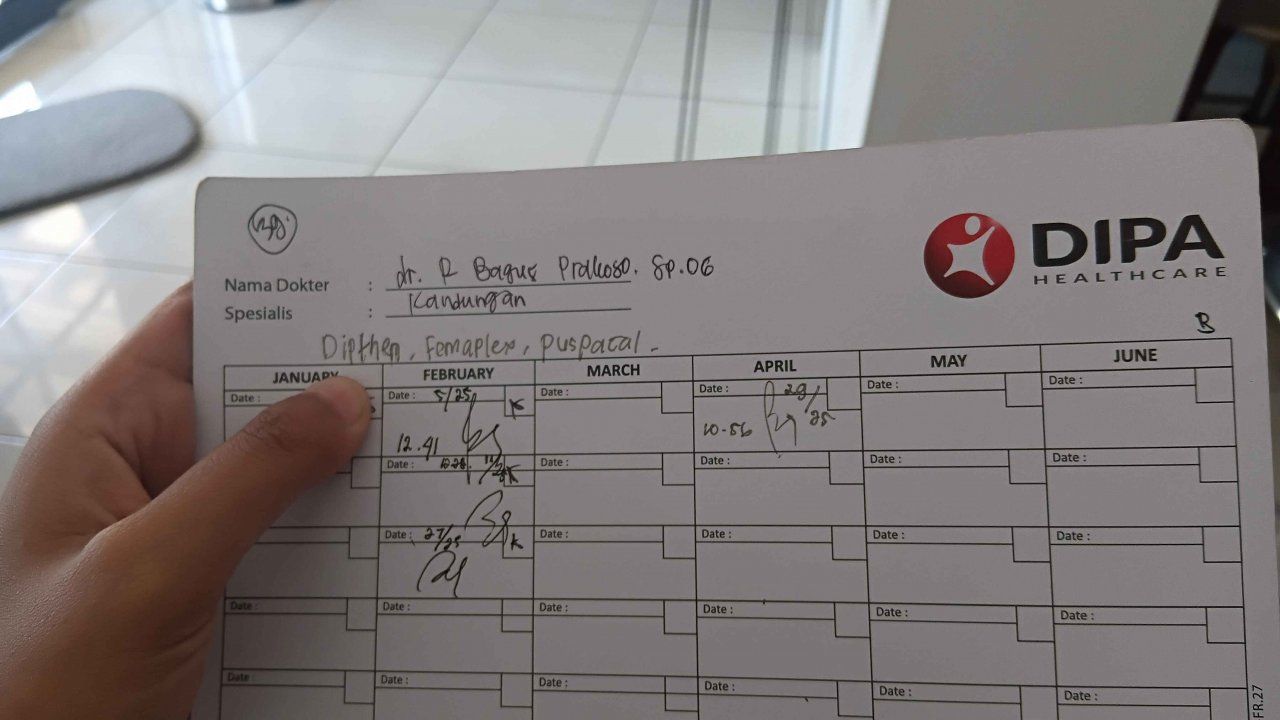 DIPA
HEALTHCARE
Nama Dokter : dr. R Bagus Prakoso. Sp.OG
Spesialis : Kandungan
B
Dipthen, Femaplex, Puspacal.
JANUARY FEBRUARY MARCH APRIL MAY JUNE
Date : Date : 5/25 K Date : Date : 29/25 Date : Date :
12.41 10.56
Date : 11/25 K Date : Date : Date : Date :
Date : 27/25 K Date : Date : Date : Date :
Date : Date : Date : Date : Date : Date :
Date : Date : Date : Date : Date : Date :
FR.27